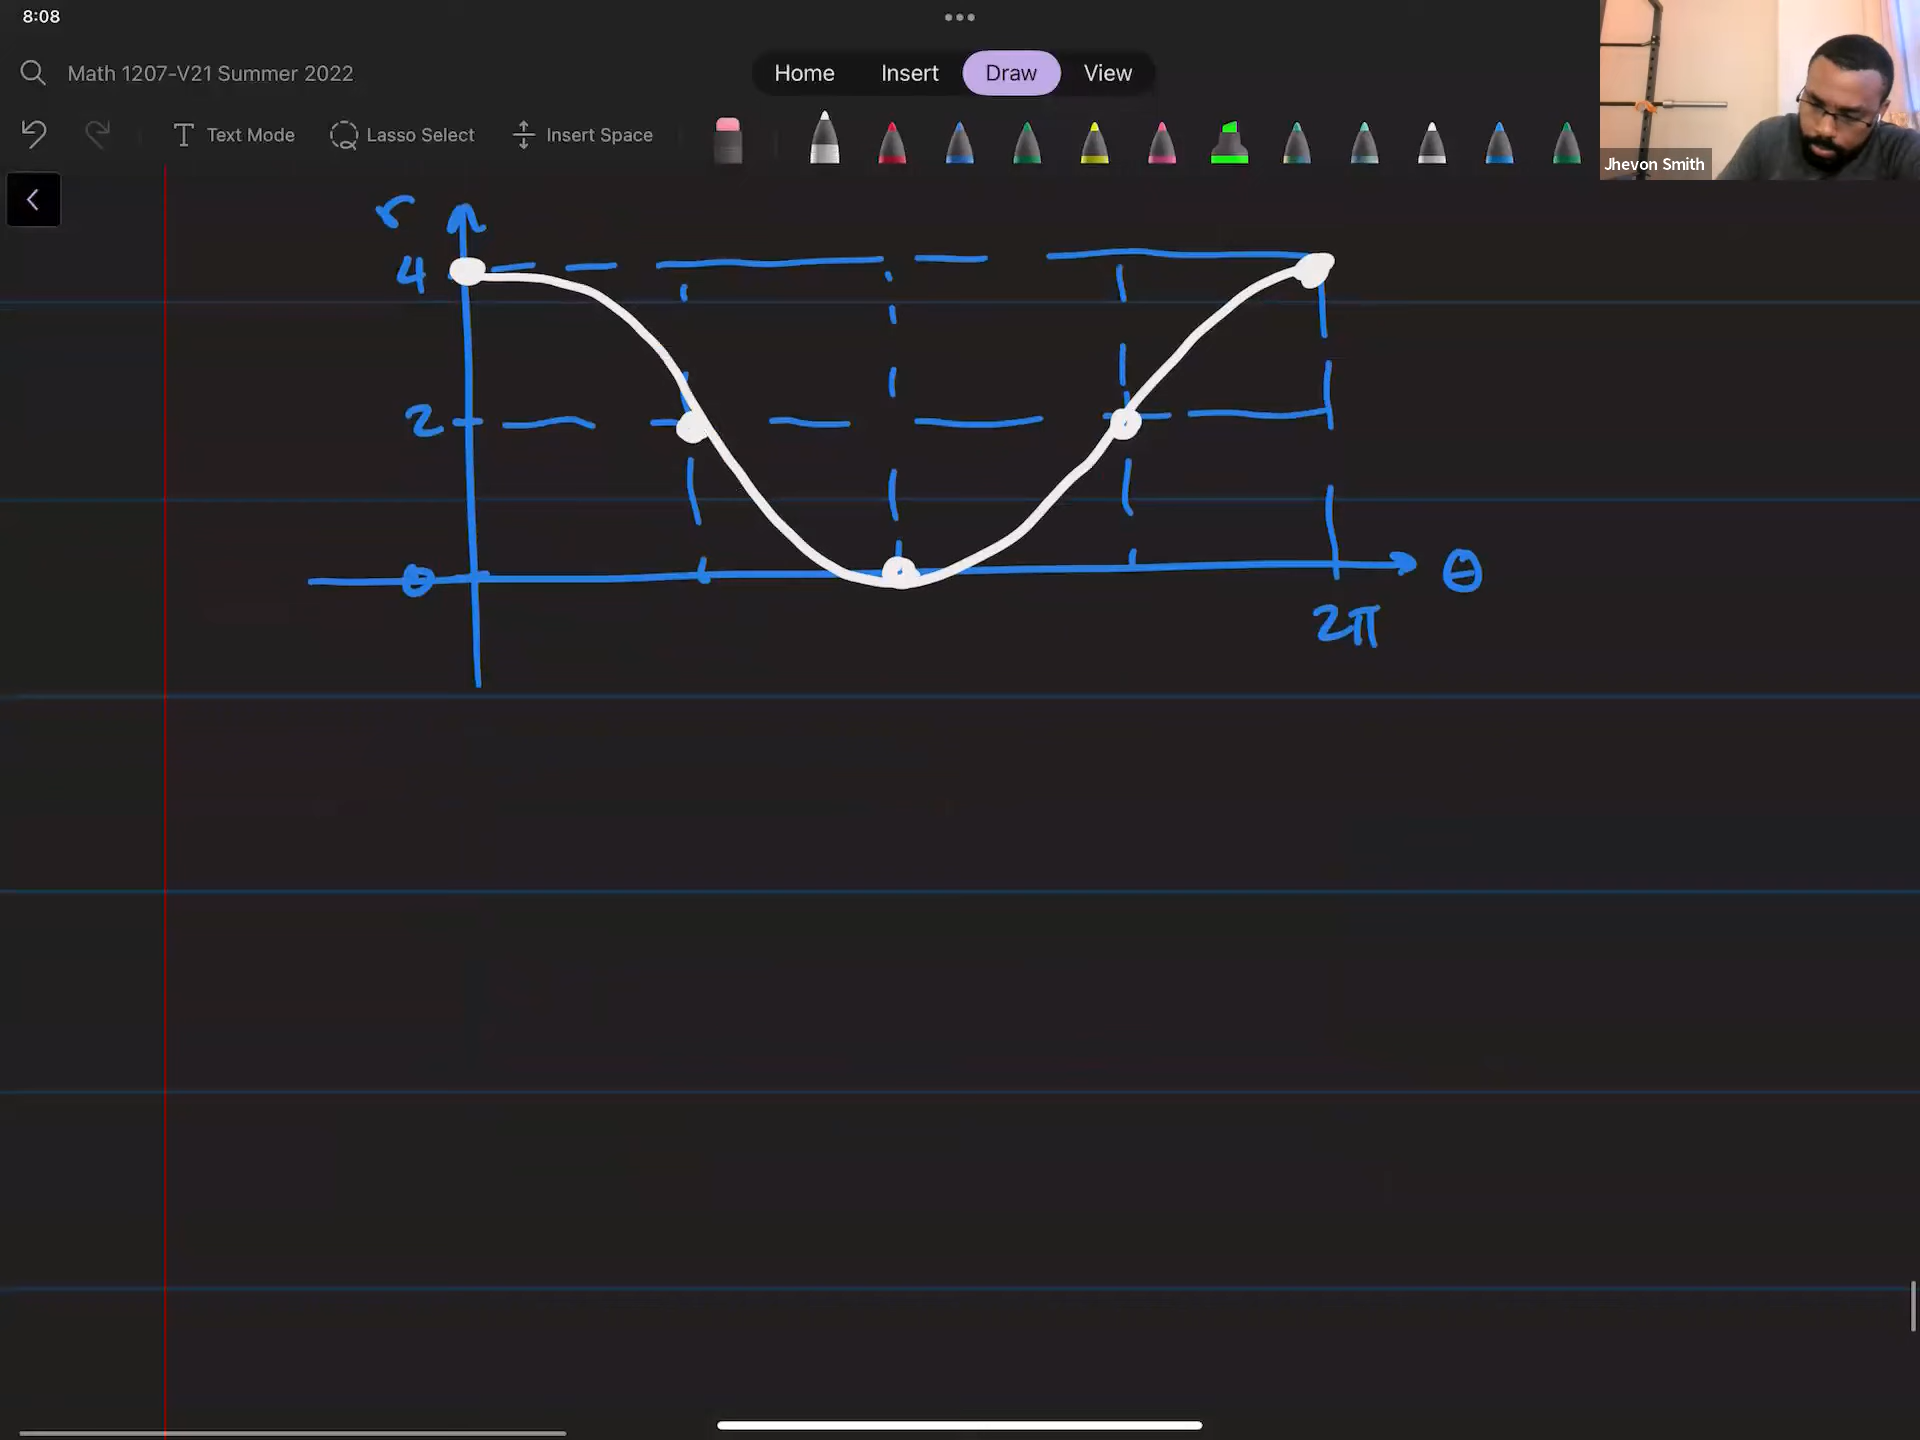 8:08
Math 1207-V21 Summer 2022
Home Insert Draw View
Text Mode Lasso Select Insert Space
Jhevon Smith
r
4
2
0
θ
2π